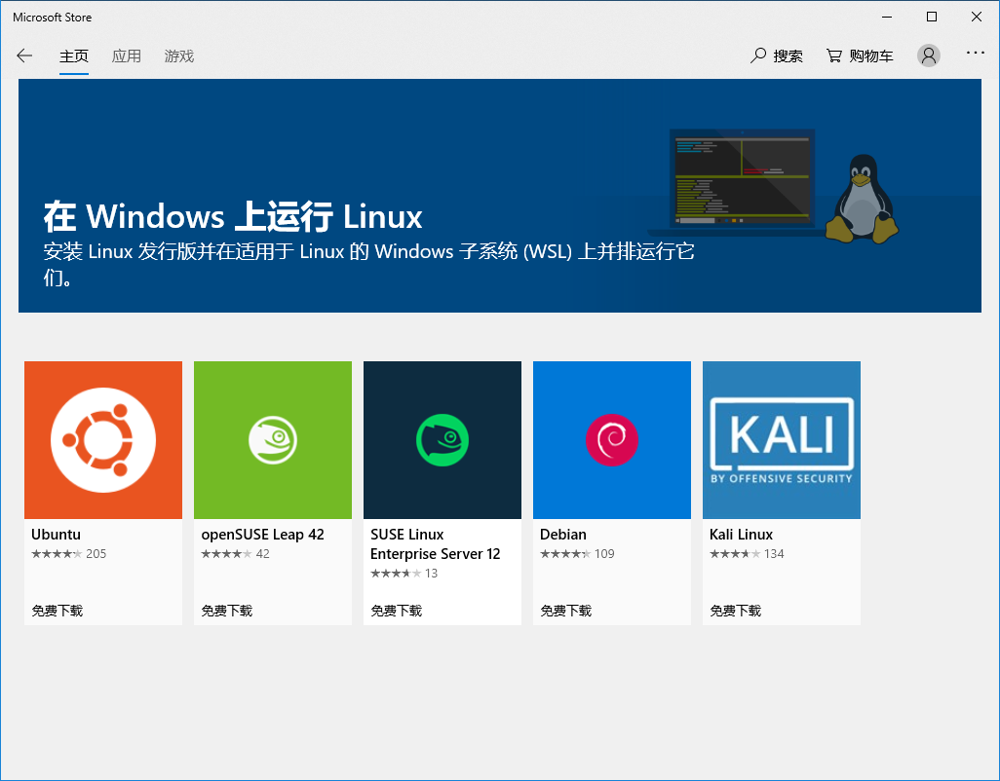 Microsoft Store
主页 应用 游戏 搜索 购物车
在 Windows 上运行 Linux
安装 Linux 发行版并在适用于 Linux 的 Windows 子系统 (WSL) 上并排运行它
们。
KALI
BY OFFENSIVE SECURITY
Ubuntu
205
免费下载
openSUSE Leap 42
42
免费下载
SUSE Linux
Enterprise Server 12
13
免费下载
Debian
109
免费下载
Kali Linux
134
免费下载